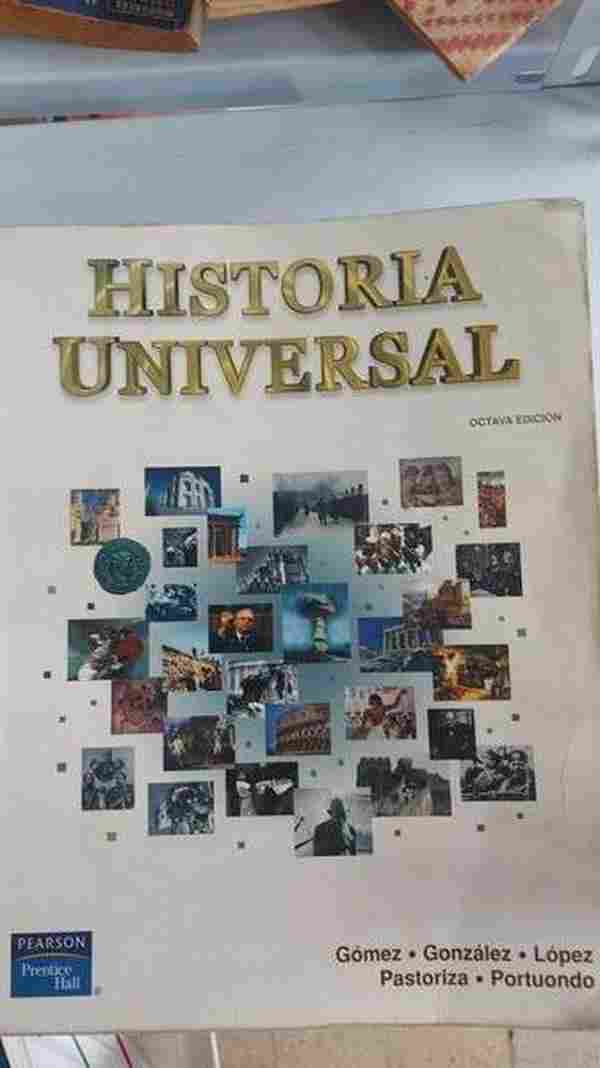 HISTORIA
UNIVERSAL
OCTAVA EDICIÓN
PEARSON
Prentice
Hall
Gómez • González • López
Pastoriza • Portuondo